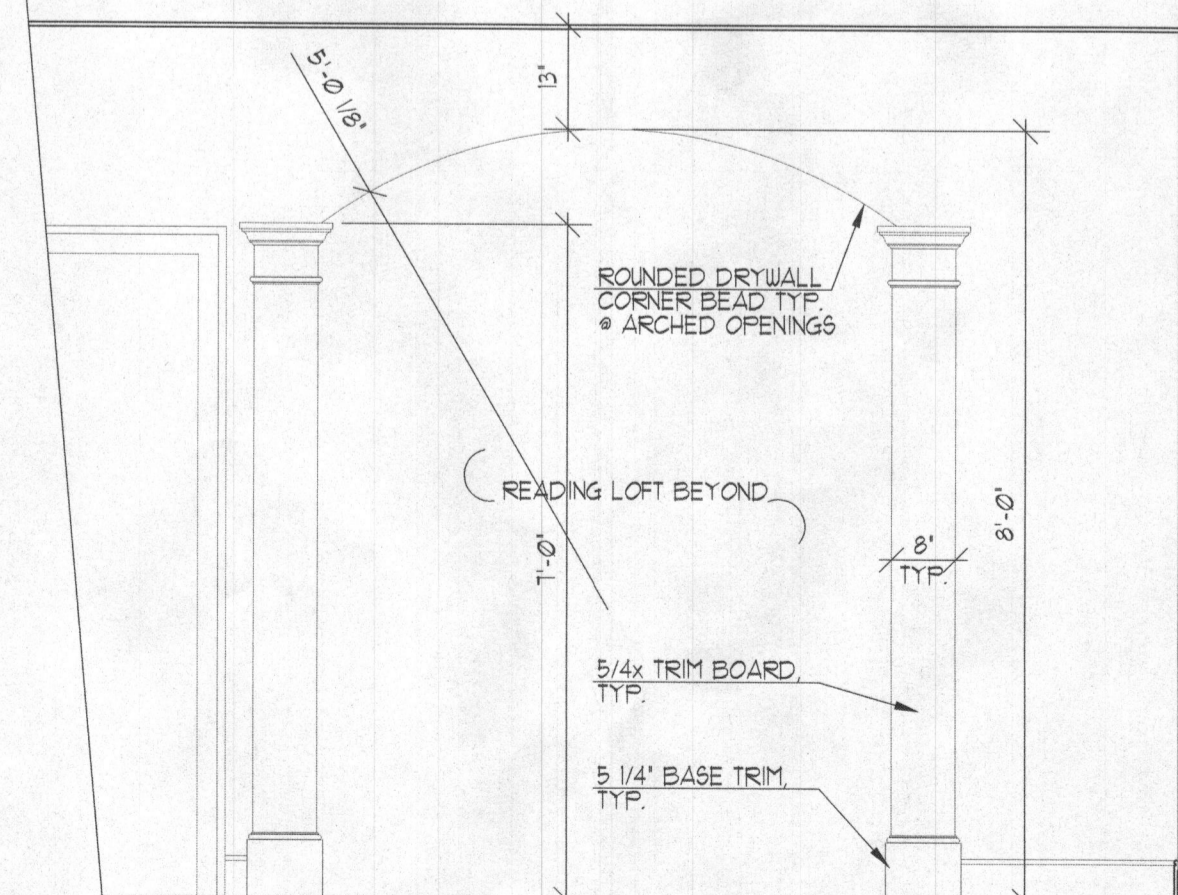 5'-0 1/8"
13"
ROUNDED DRYWALL
CORNER BEAD TYP.
@ ARCHED OPENINGS
READING LOFT BEYOND
7'-0"
8'-0"
8"
TYP.
5/4x TRIM BOARD,
TYP.
5 1/4" BASE TRIM,
TYP.